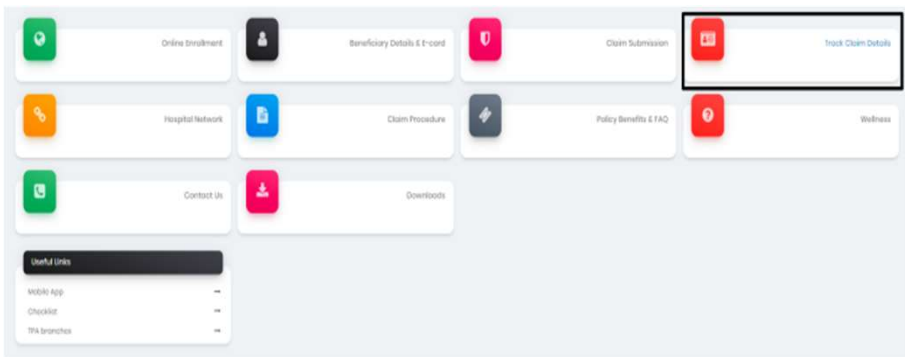 Online Enrollment
Beneficiary Details & E-card
Claim Submission
Track Claim Details
Hospital Network
Claim Procedure
Policy Benefits & FAQ
Wellness
Contact Us
Downloads
Useful Links
Mobile App
Checklist
TPA branches